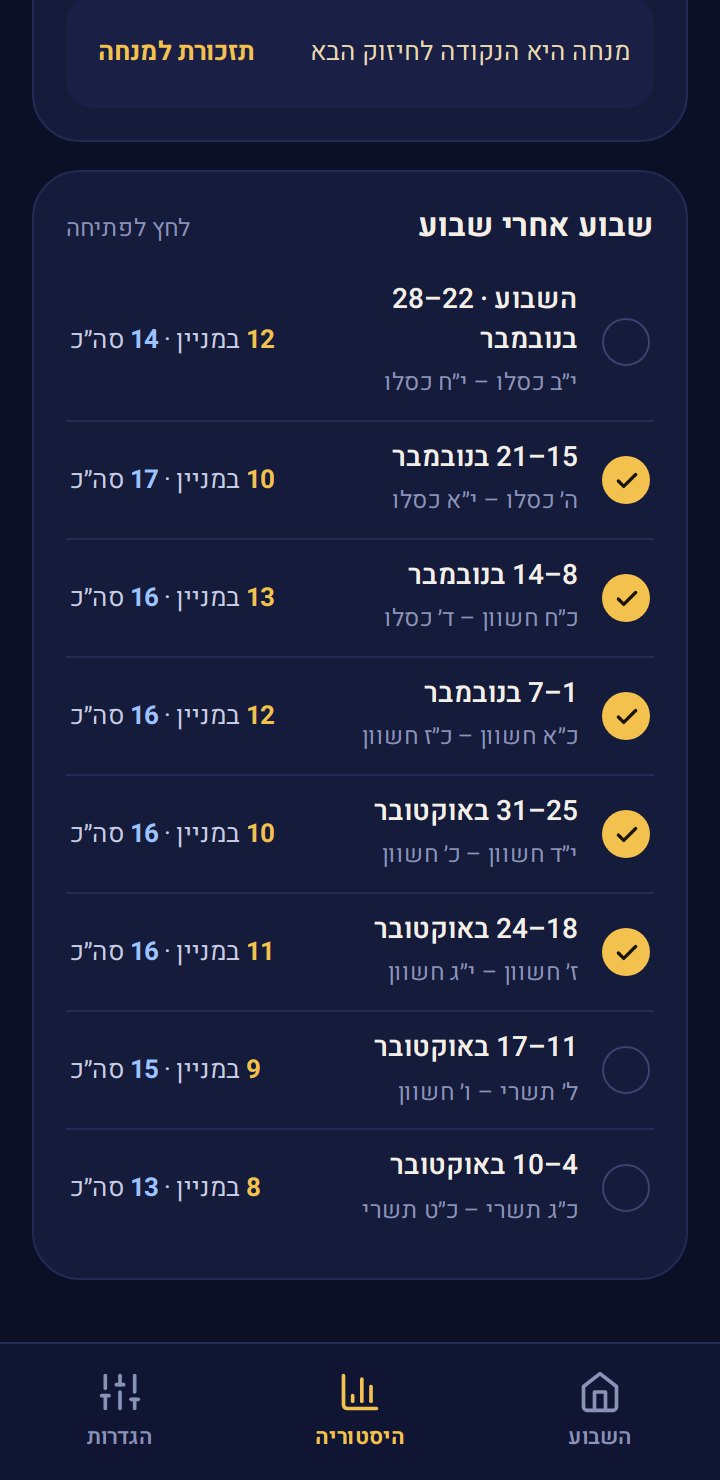 מנחה היא הנקודה לחיזוק הבא תזכורת למנחה
שבוע אחרי שבוע לחץ לפתיחה
השבוע · 22–28
בנובמבר
י״ב כסלו – י״ח כסלו
12 במניין · 14 סה״כ
15–21 בנובמבר
ה׳ כסלו – י״א כסלו
10 במניין · 17 סה״כ
8–14 בנובמבר
כ״ח חשוון – ד׳ כסלו
13 במניין · 16 סה״כ
1–7 בנובמבר
כ״א חשוון – כ״ז חשוון
12 במניין · 16 סה״כ
25–31 באוקטובר
י״ד חשוון – כ׳ חשוון
10 במניין · 16 סה״כ
18–24 באוקטובר
ז׳ חשוון – י״ג חשוון
11 במניין · 16 סה״כ
11–17 באוקטובר
ל׳ תשרי – ו׳ חשוון
9 במניין · 15 סה״כ
4–10 באוקטובר
כ״ג תשרי – כ״ט תשרי
8 במניין · 13 סה״כ
השבוע היסטוריה הגדרות